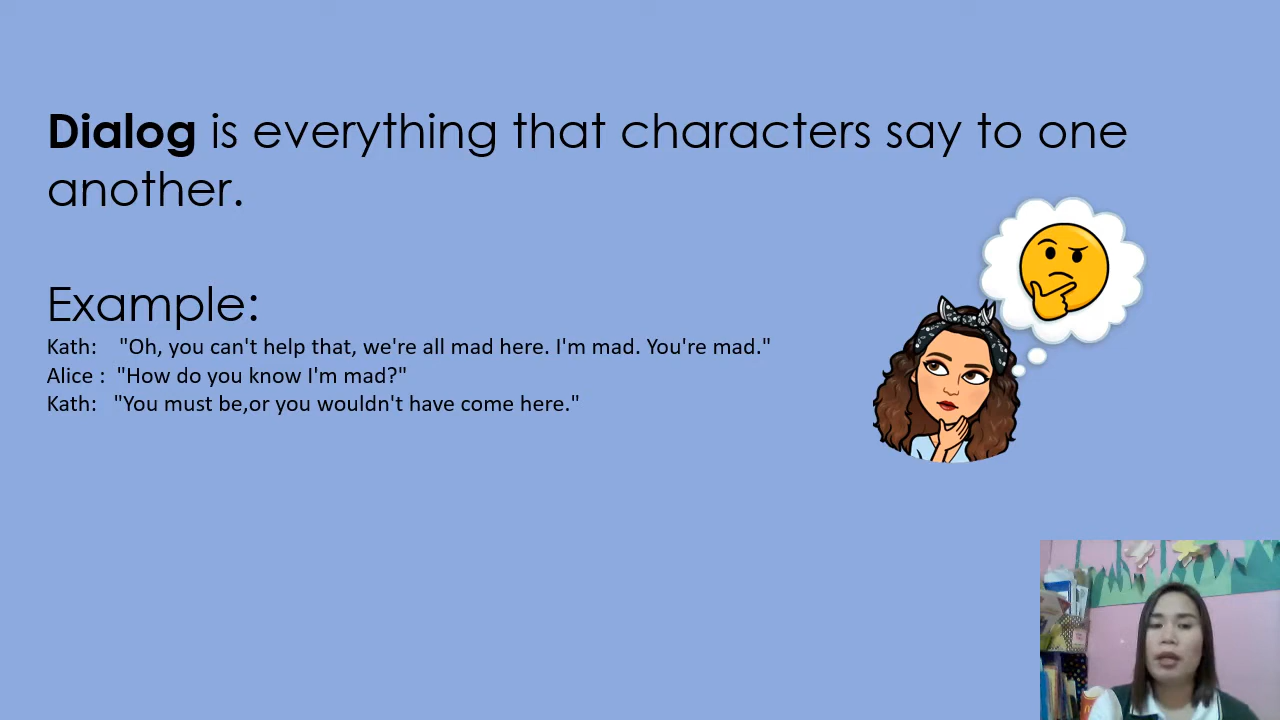 Dialog is everything that characters say to one
another.
Example:
Kath: "Oh, you can't help that, we're all mad here. I'm mad. You're mad."
Alice : "How do you know I'm mad?"
Kath: "You must be,or you wouldn't have come here."